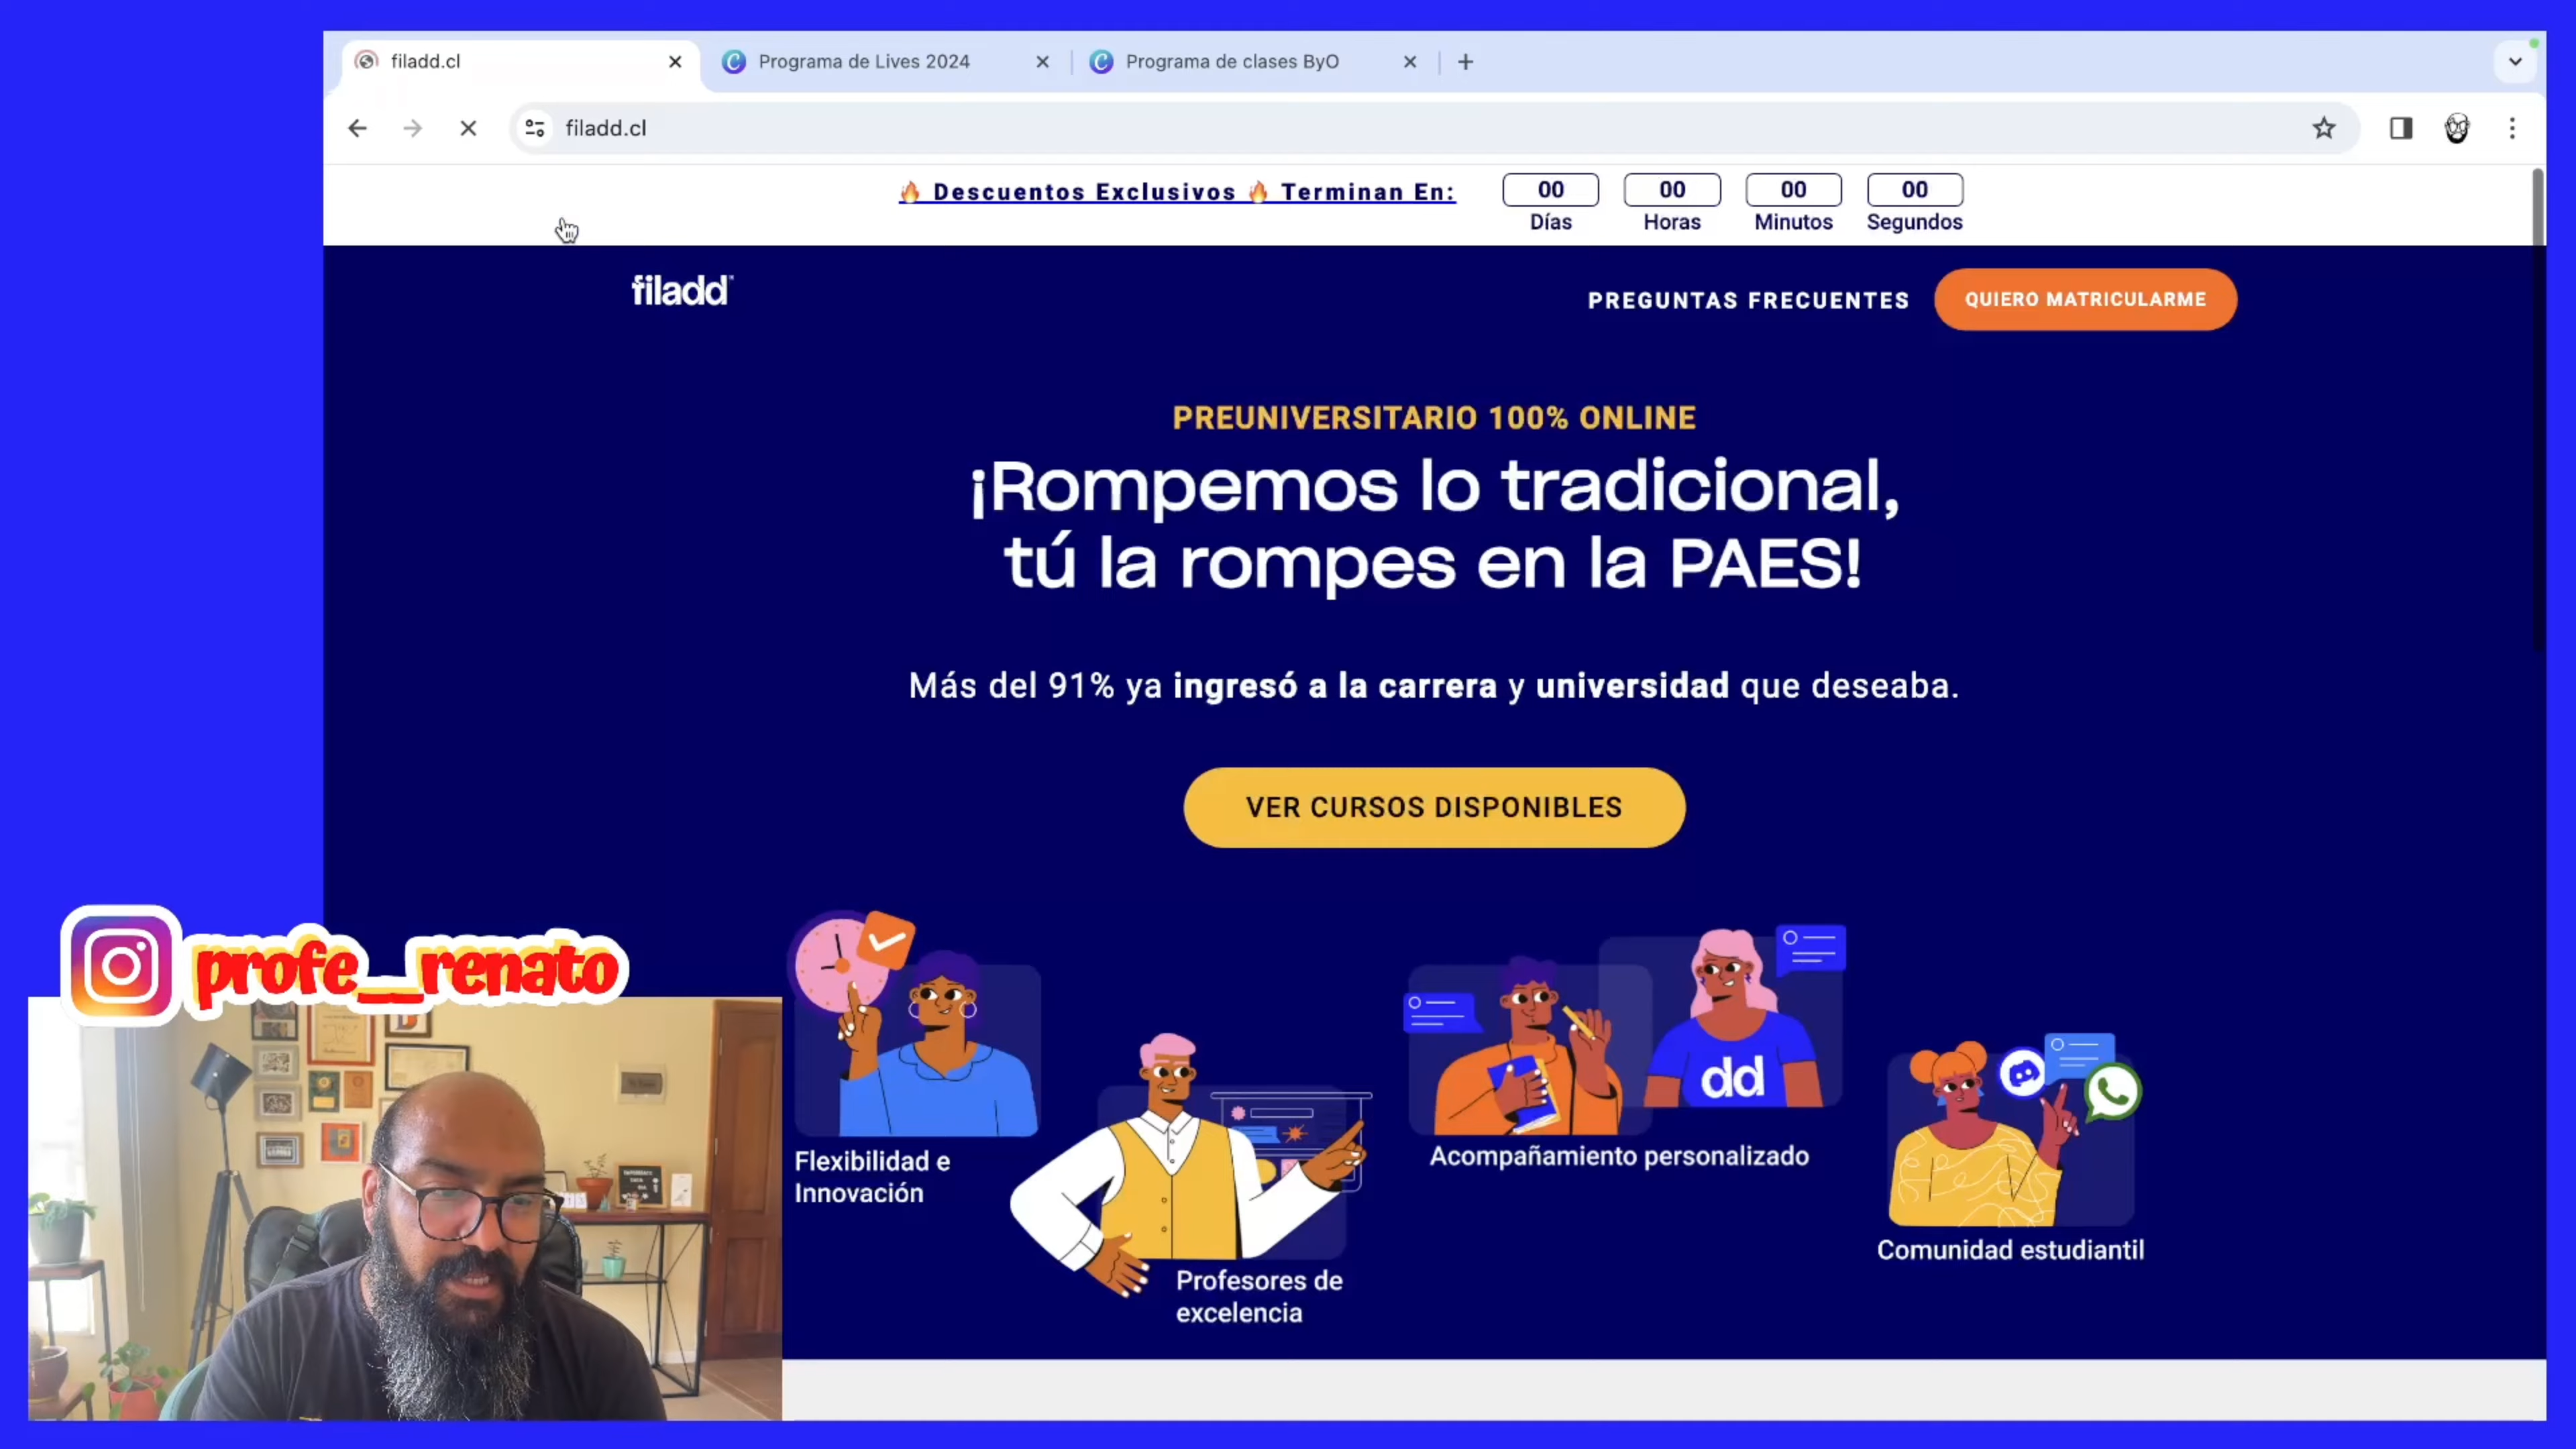 filadd.cl
Programa de Lives 2024
Programa de clases ByO
filadd.cl
🔥 Descuentos Exclusivos 🔥 Terminan En:
00 00 00 00
Días Horas Minutos Segundos
filadd
PREGUNTAS FRECUENTES
QUIERO MATRICULARME
PREUNIVERSITARIO 100% ONLINE
¡Rompemos lo tradicional,
tú la rompes en la PAES!
Más del 91% ya ingresó a la carrera y universidad que deseaba.
VER CURSOS DISPONIBLES
profe__renato
dd
Flexibilidad e
Innovación
Profesores de
excelencia
Acompañamiento personalizado
Comunidad estudiantil